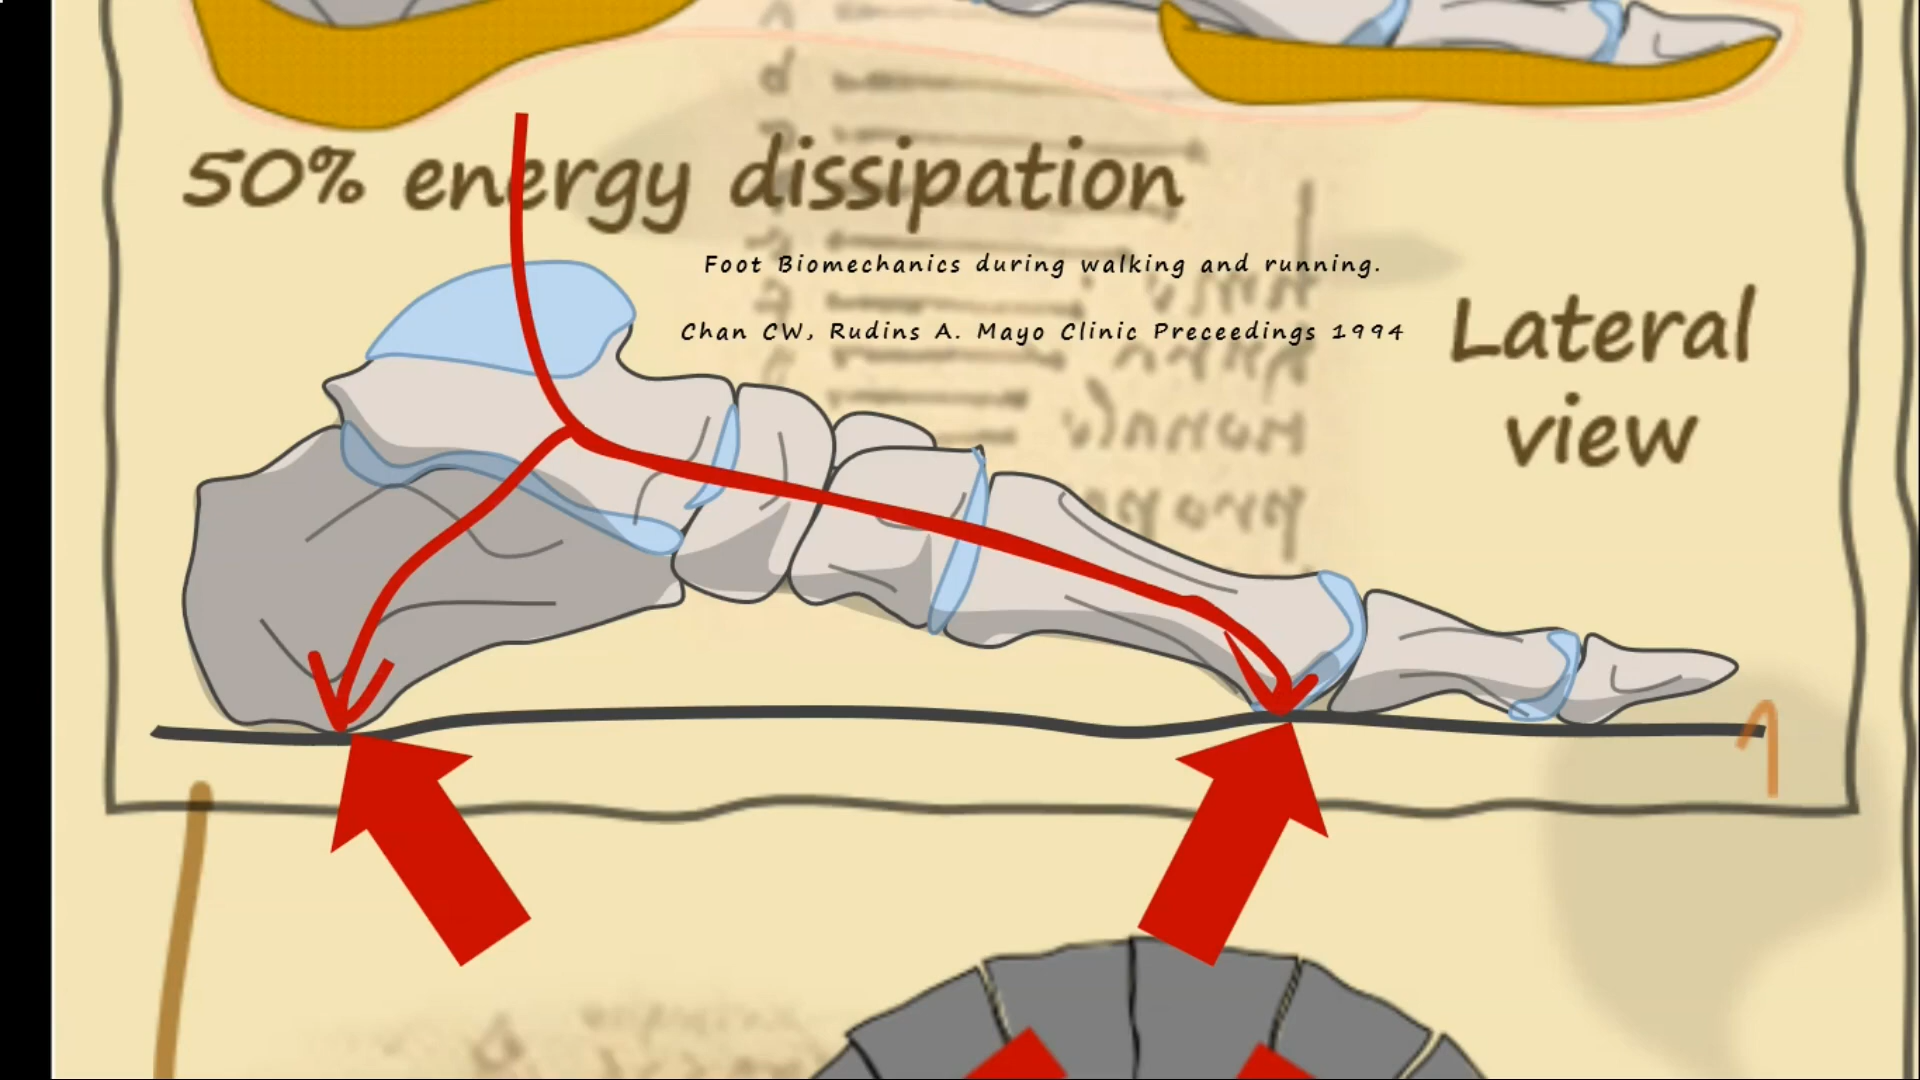 50% energy dissipation
Foot Biomechanics during walking and running.
Chan CW, Rudins A. Mayo Clinic Preceedings 1994
Lateral
view